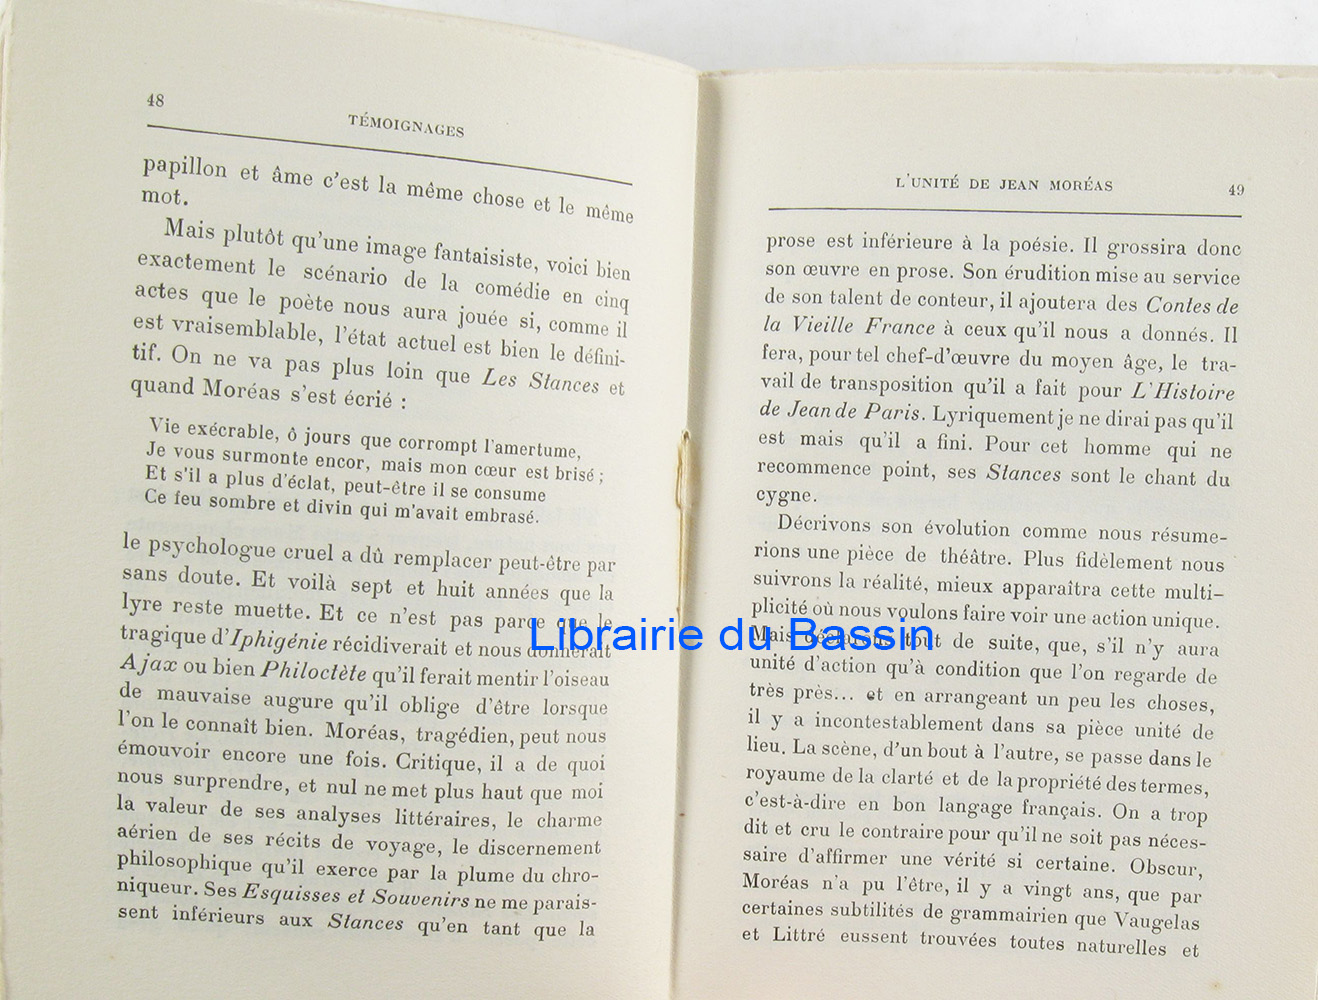 48
TÉMOIGNAGES
papillon et âme c'est la même chose et le même
mot.
Mais plutôt qu'une image fantaisiste, voici bien
exactement le scénario de la comédie en cinq
actes que le poète nous aura jouée si, comme il
est vraisemblable, l'état actuel est bien le défini-
tif. On ne va pas plus loin que Les Stances et
quand Moréas s'est écrié :
Vie exécrable, ô jours que corrompt l'amertume,
Je vous surmonte encor, mais mon cœur est brisé ;
Et s'il a plus d'éclat, peut-être il se consume
Ce feu sombre et divin qui m'avait embrasé.
le psychologue cruel a dû remplacer peut-être par
sans doute. Et voilà sept et huit années que la
lyre reste muette. Et ce n'est pas parce que le
tragique d'Iphigénie récidiverait et nous donnerait
Ajax ou bien Philoctète qu'il ferait mentir l'oiseau
de mauvaise augure qu'il oblige d'être lorsque
l'on le connaît bien. Moréas, tragédien, peut nous
émouvoir encore une fois. Critique, il a de quoi
nous surprendre, et nul ne met plus haut que moi
la valeur de ses analyses littéraires, le charme
aérien de ses récits de voyage, le discernement
philosophique qu'il exerce par la plume du chro-
niqueur. Ses Esquisses et Souvenirs ne me parais-
sent inférieurs aux Stances qu'en tant que la
L'UNITÉ DE JEAN MORÉAS
49
prose est inférieure à la poésie. Il grossira donc
son œuvre en prose. Son érudition mise au service
de son talent de conteur, il ajoutera des Contes de
la Vieille France à ceux qu'il nous a donnés. Il
fera, pour tel chef-d'œuvre du moyen âge, le tra-
vail de transposition qu'il a fait pour L'Histoire
de Jean de Paris. Lyriquement je ne dirai pas qu'il
est mais qu'il a fini. Pour cet homme qui ne
recommence point, ses Stances sont le chant du
cygne.
Décrivons son évolution comme nous résume-
rions une pièce de théâtre. Plus fidèlement nous
suivrons la réalité, mieux apparaîtra cette multi-
plicité où nous voulons faire voir une action unique.
Mais déclarons tout de suite, que, s'il n'y aura
unité d'action qu'à condition que l'on regarde de
très près... et en arrangeant un peu les choses,
il y a incontestablement dans sa pièce unité de
lieu. La scène, d'un bout à l'autre, se passe dans le
royaume de la clarté et de la propriété des termes,
c'est-à-dire en bon langage français. On a trop
dit et cru le contraire pour qu'il ne soit pas néces-
saire d'affirmer une vérité si certaine. Obscur,
Moréas n'a pu l'être, il y a vingt ans, que par
certaines subtilités de grammairien que Vaugelas
et Littré eussent trouvées toutes naturelles et
Librairie du Bassin